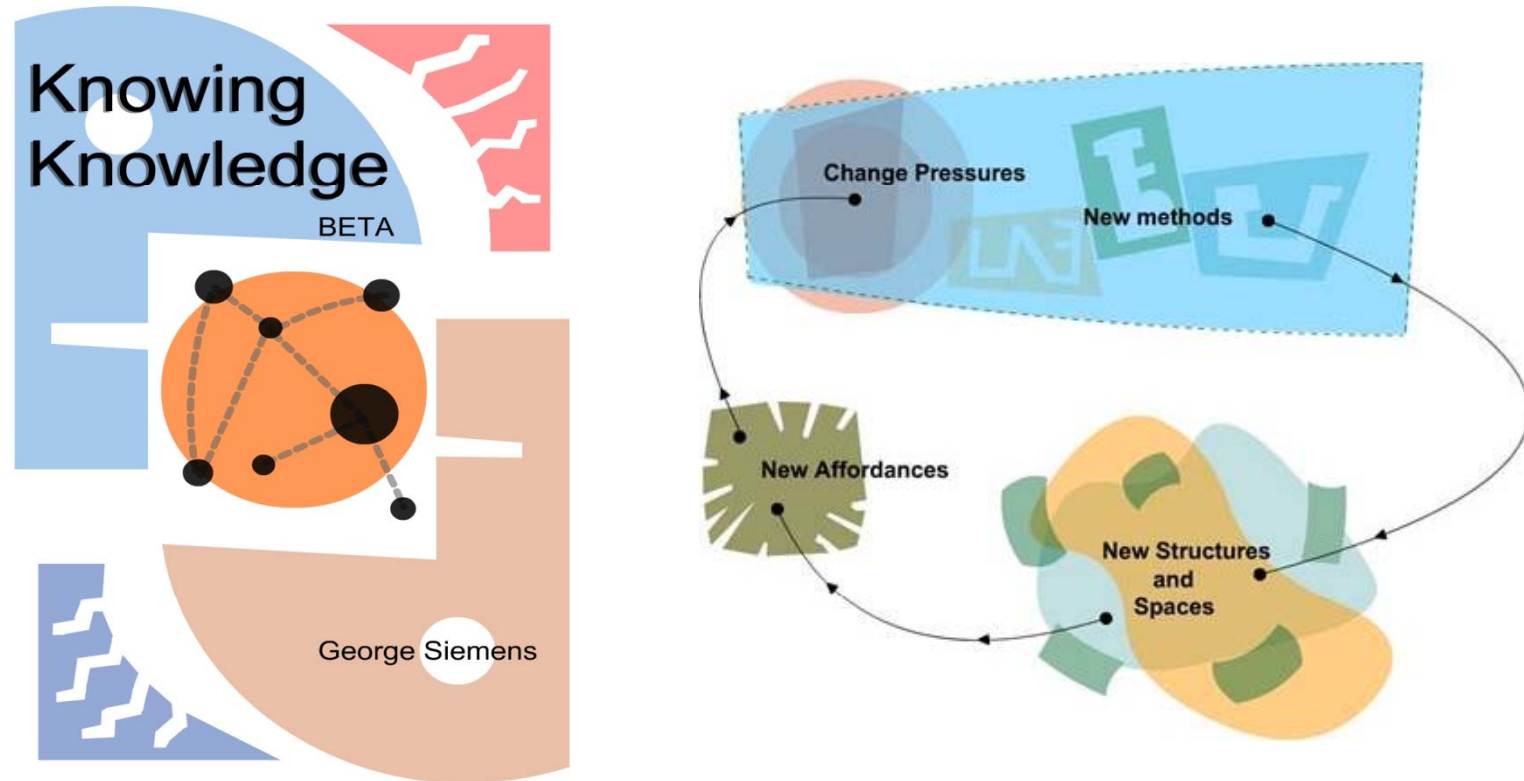 Knowing
Knowledge
BETA
George Siemens
Change Pressures
New methods
New Affordances
New Structures
and
Spaces